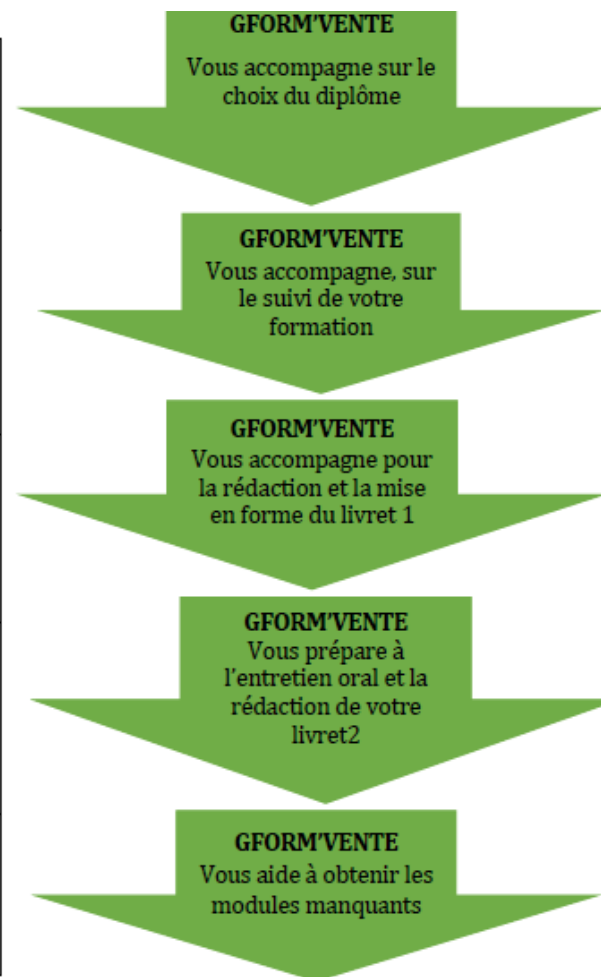 GFORM'VENTE
Vous accompagne sur le
choix du diplôme
GFORM'VENTE
Vous accompagne, sur
le suivi de votre
formation
GFORM'VENTE
Vous accompagne pour
la rédaction et la mise
en forme du livret 1
GFORM'VENTE
Vous prépare à
l'entretien oral et la
rédaction de votre
livret2
GFORM'VENTE
Vous aide à obtenir les
modules manquants